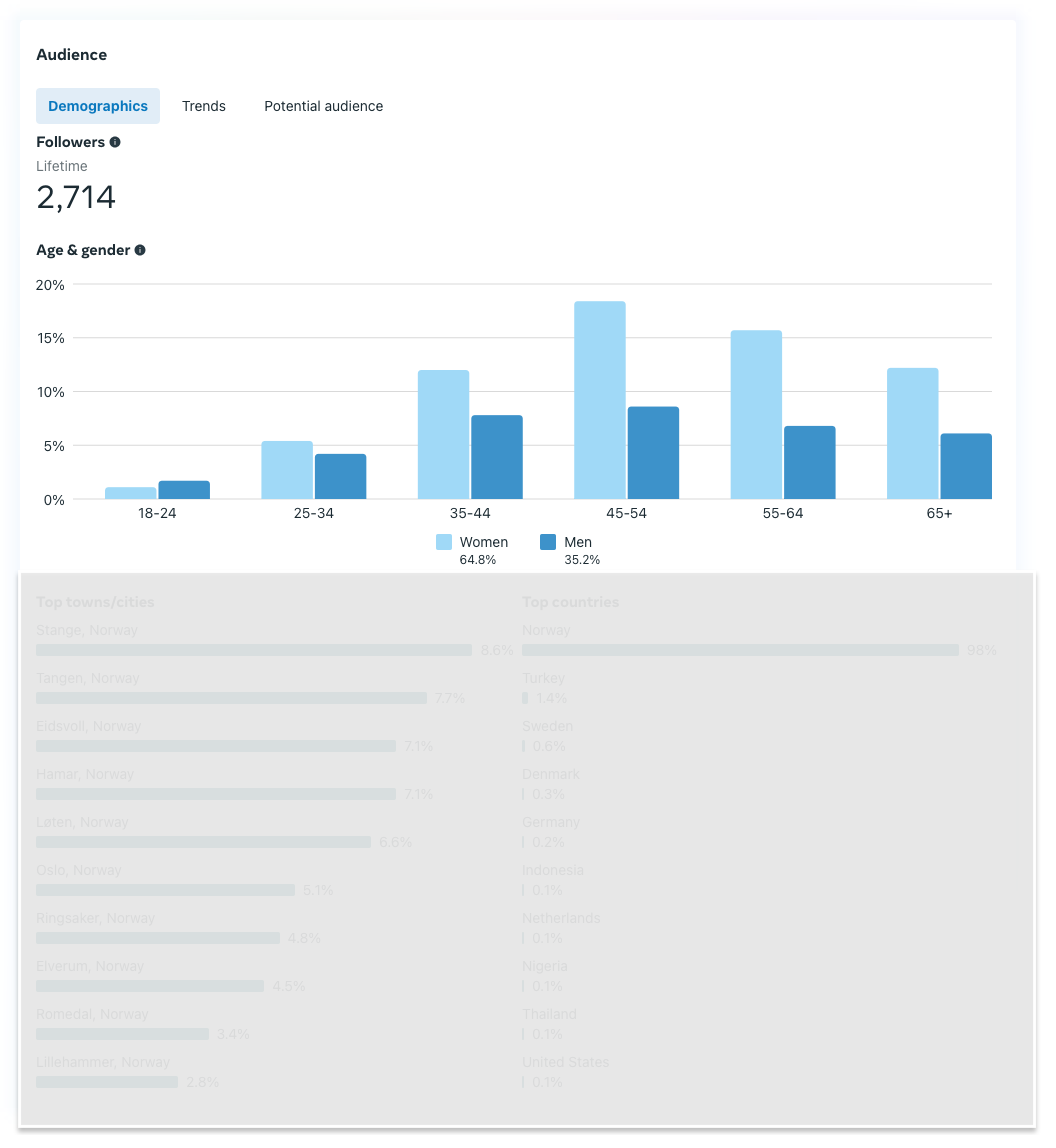 Audience
Demographics Trends Potential audience
Followers
Lifetime
2,714
Age & gender
20%
15%
10%
5%
0%
18-24 25-34 35-44 45-54 55-64 65+
Women Men
64.8% 35.2%
Top towns/cities
Stange, Norway
8.6%
Tangen, Norway
7.7%
Eidsvoll, Norway
7.1%
Hamar, Norway
7.1%
Løten, Norway
6.6%
Oslo, Norway
5.1%
Ringsaker, Norway
4.8%
Elverum, Norway
4.5%
Romedal, Norway
3.4%
Lillehammer, Norway
2.8%
Top countries
Norway
98%
Turkey
1.4%
Sweden
0.6%
Denmark
0.3%
Germany
0.2%
Indonesia
0.1%
Netherlands
0.1%
Nigeria
0.1%
Thailand
0.1%
United States
0.1%